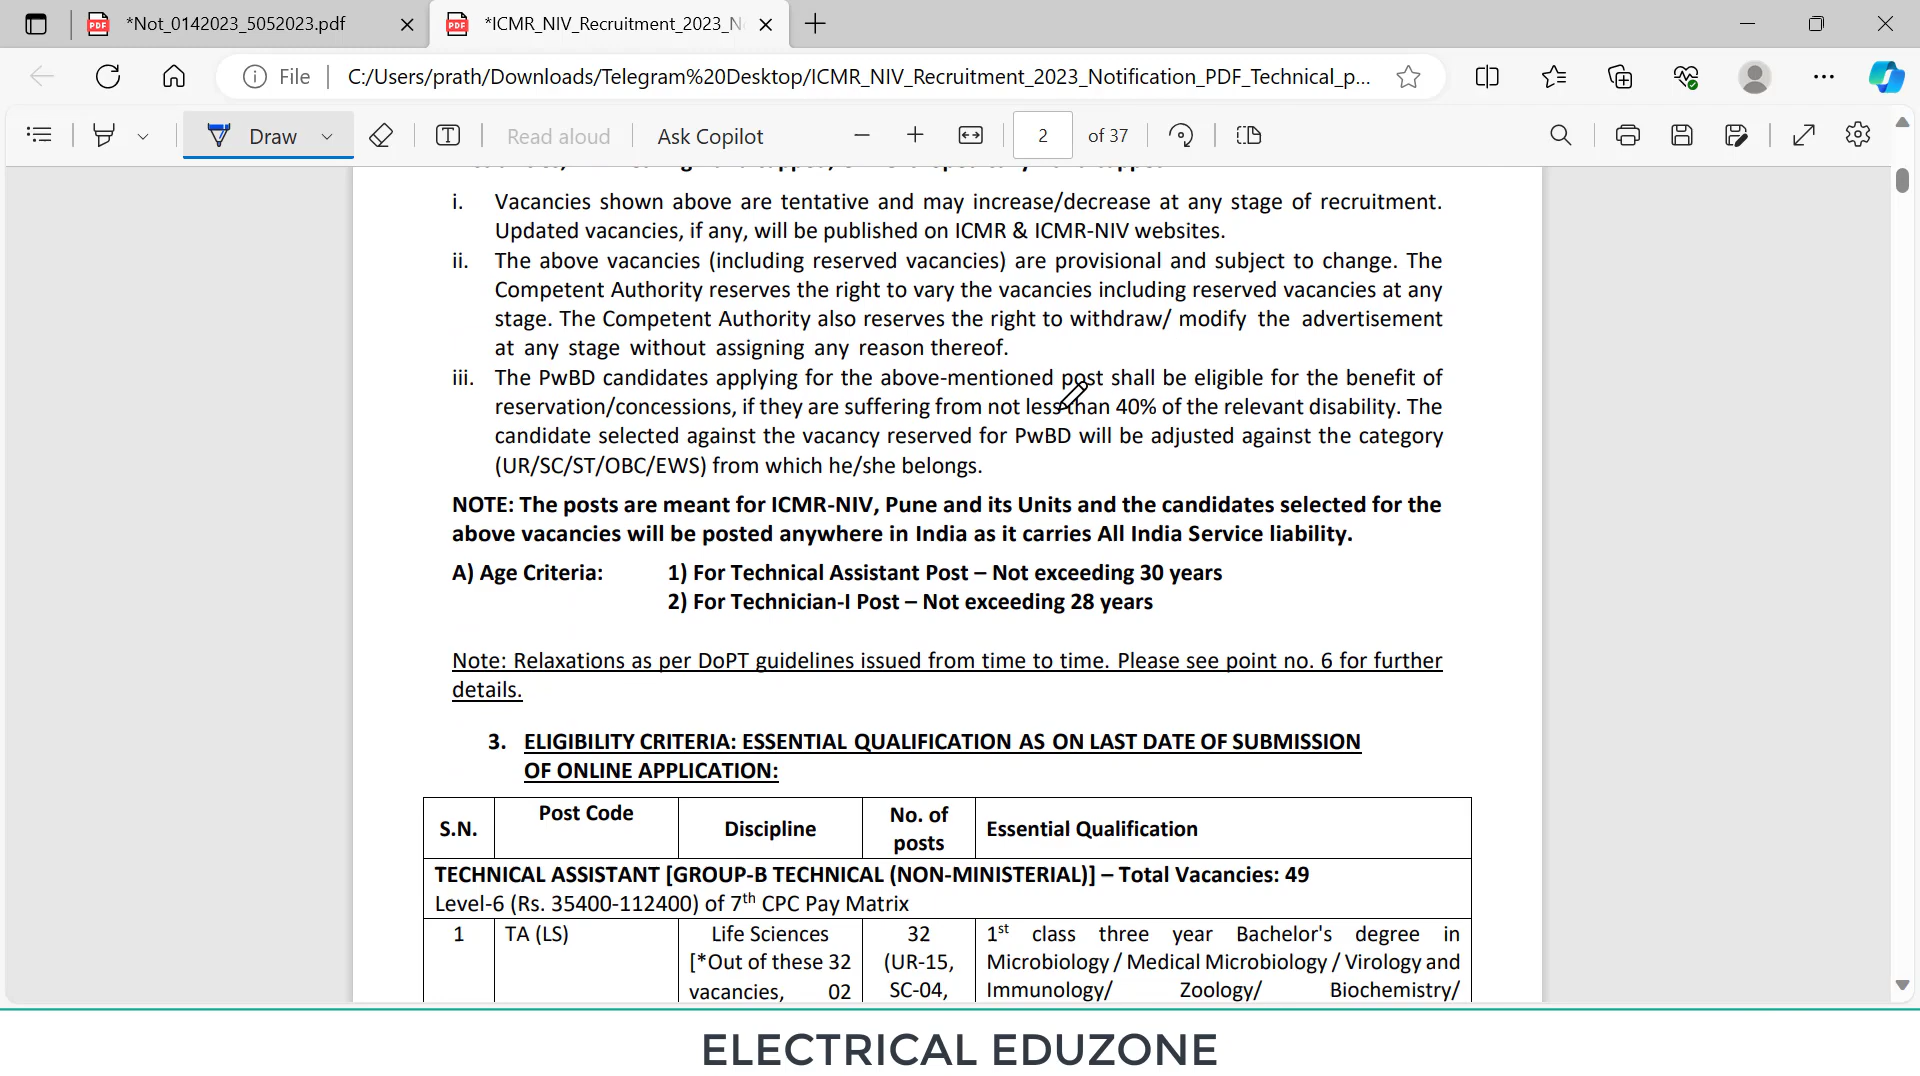 *Not_0142023_5052023.pdf
*ICMR_NIV_Recruitment_2023_N
File
C:/Users/prath/Downloads/Telegram%20Desktop/ICMR_NIV_Recruitment_2023_Notification_PDF_Technical_p...
Draw
Read aloud
Ask Copilot
2
of 37
i. Vacancies shown above are tentative and may increase/decrease at any stage of recruitment.
Updated vacancies, if any, will be published on ICMR & ICMR-NIV websites.
ii. The above vacancies (including reserved vacancies) are provisional and subject to change. The
Competent Authority reserves the right to vary the vacancies including reserved vacancies at any
stage. The Competent Authority also reserves the right to withdraw/ modify the advertisement
at any stage without assigning any reason thereof.
iii. The PwBD candidates applying for the above-mentioned post shall be eligible for the benefit of
reservation/concessions, if they are suffering from not less than 40% of the relevant disability. The
candidate selected against the vacancy reserved for PwBD will be adjusted against the category
(UR/SC/ST/OBC/EWS) from which he/she belongs.
NOTE: The posts are meant for ICMR-NIV, Pune and its Units and the candidates selected for the
above vacancies will be posted anywhere in India as it carries All India Service liability.
A) Age Criteria: 1) For Technical Assistant Post – Not exceeding 30 years
2) For Technician-I Post – Not exceeding 28 years
Note: Relaxations as per DoPT guidelines issued from time to time. Please see point no. 6 for further
details.
3. ELIGIBILITY CRITERIA: ESSENTIAL QUALIFICATION AS ON LAST DATE OF SUBMISSION
OF ONLINE APPLICATION:
S.N. Post Code Discipline No. of posts Essential Qualification
TECHNICAL ASSISTANT [GROUP-B TECHNICAL (NON-MINISTERIAL)] – Total Vacancies: 49
Level-6 (Rs. 35400-112400) of 7th CPC Pay Matrix
1 TA (LS) Life Sciences 32 1st class three year Bachelor's degree in
[*Out of these 32 (UR-15, Microbiology / Medical Microbiology / Virology and
vacancies, 02 SC-04, Immunology/ Zoology/ Biochemistry/
ELECTRICAL EDUZONE